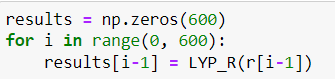 results = np.zeros(600)
for i in range(0, 600):
    results[i-1] = LYP_R(r[i-1])